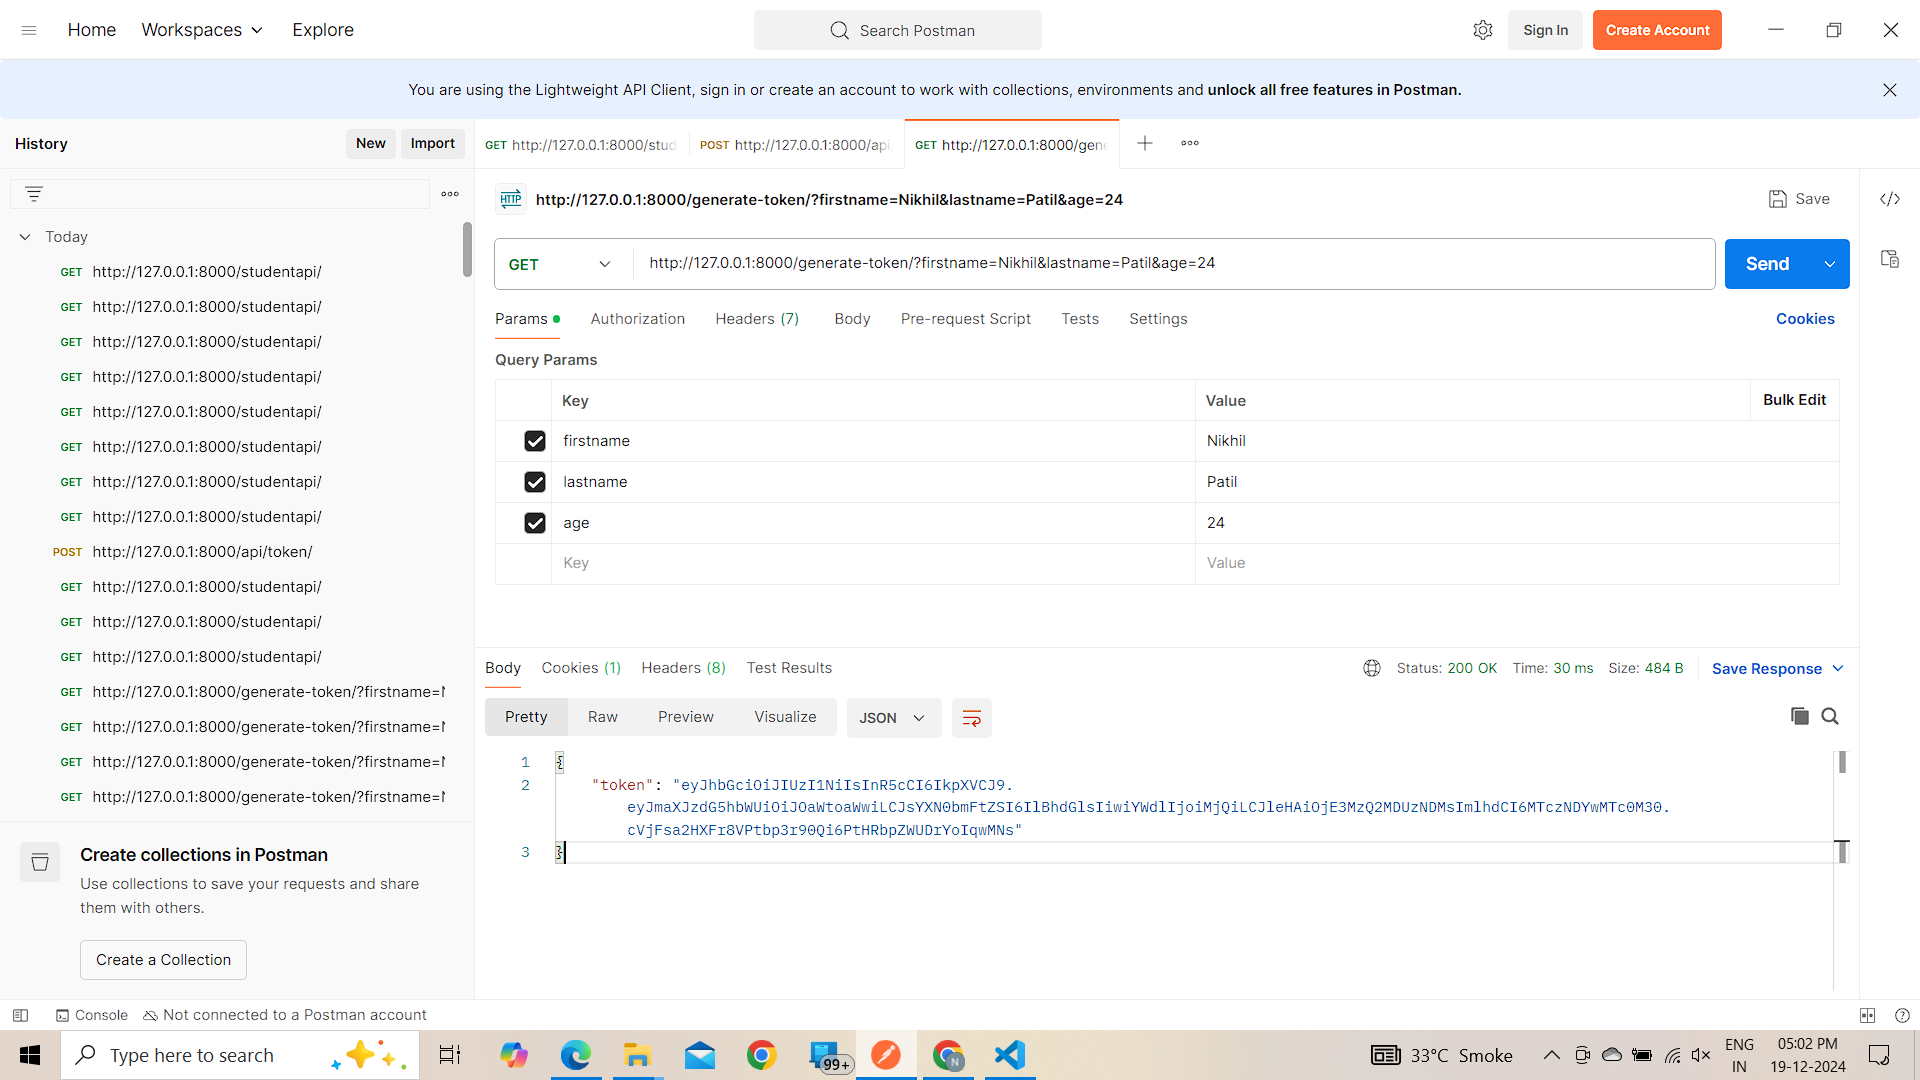 Home Workspaces Explore Search Postman Sign In Create Account
You are using the Lightweight API Client, sign in or create an account to work with collections, environments and unlock all free features in Postman.
History New Import
GET http://127.0.0.1:8000/stud POST http://127.0.0.1:8000/api GET http://127.0.0.1:8000/gene
HTTP http://127.0.0.1:8000/generate-token/?firstname=Nikhil&lastname=Patil&age=24 Save
Today
GET http://127.0.0.1:8000/studentapi/
GET http://127.0.0.1:8000/studentapi/
GET http://127.0.0.1:8000/studentapi/
GET http://127.0.0.1:8000/studentapi/
GET http://127.0.0.1:8000/studentapi/
GET http://127.0.0.1:8000/studentapi/
GET http://127.0.0.1:8000/studentapi/
GET http://127.0.0.1:8000/studentapi/
POST http://127.0.0.1:8000/api/token/
GET http://127.0.0.1:8000/studentapi/
GET http://127.0.0.1:8000/studentapi/
GET http://127.0.0.1:8000/studentapi/
GET http://127.0.0.1:8000/generate-token/?firstname=N
GET http://127.0.0.1:8000/generate-token/?firstname=N
GET http://127.0.0.1:8000/generate-token/?firstname=N
GET http://127.0.0.1:8000/generate-token/?firstname=N
Create collections in Postman
Use collections to save your requests and share
them with others.
Create a Collection
GET http://127.0.0.1:8000/generate-token/?firstname=Nikhil&lastname=Patil&age=24 Send
Params Authorization Headers (7) Body Pre-request Script Tests Settings Cookies
Query Params
Key Value Bulk Edit
firstname Nikhil
lastname Patil
age 24
Key Value
Body Cookies (1) Headers (8) Test Results Status: 200 OK Time: 30 ms Size: 484 B Save Response
Pretty Raw Preview Visualize JSON
1 {
2 "token": "eyJhbGciOiJIUzI1NiIsInR5cCI6IkpXVCJ9.
eyJmaXJzdG5hbWUiOiJOaWtoaWwiLCJsYXN0bmFtZSI6IlBhdGlsIiwiYWdlIjoiMjQiLCJleHAiOjE3MzQ2MDUzNDMsImlhdCI6MTczNDYwMTc0M30.
cVjFsa2HXFr8VPtbp3r90Qi6PtHRbpZWUDrYoIqwMNs"
3 }
Console Not connected to a Postman account
Type here to search 99+ N 33°C Smoke ENG 05:02 PM
IN 19-12-2024